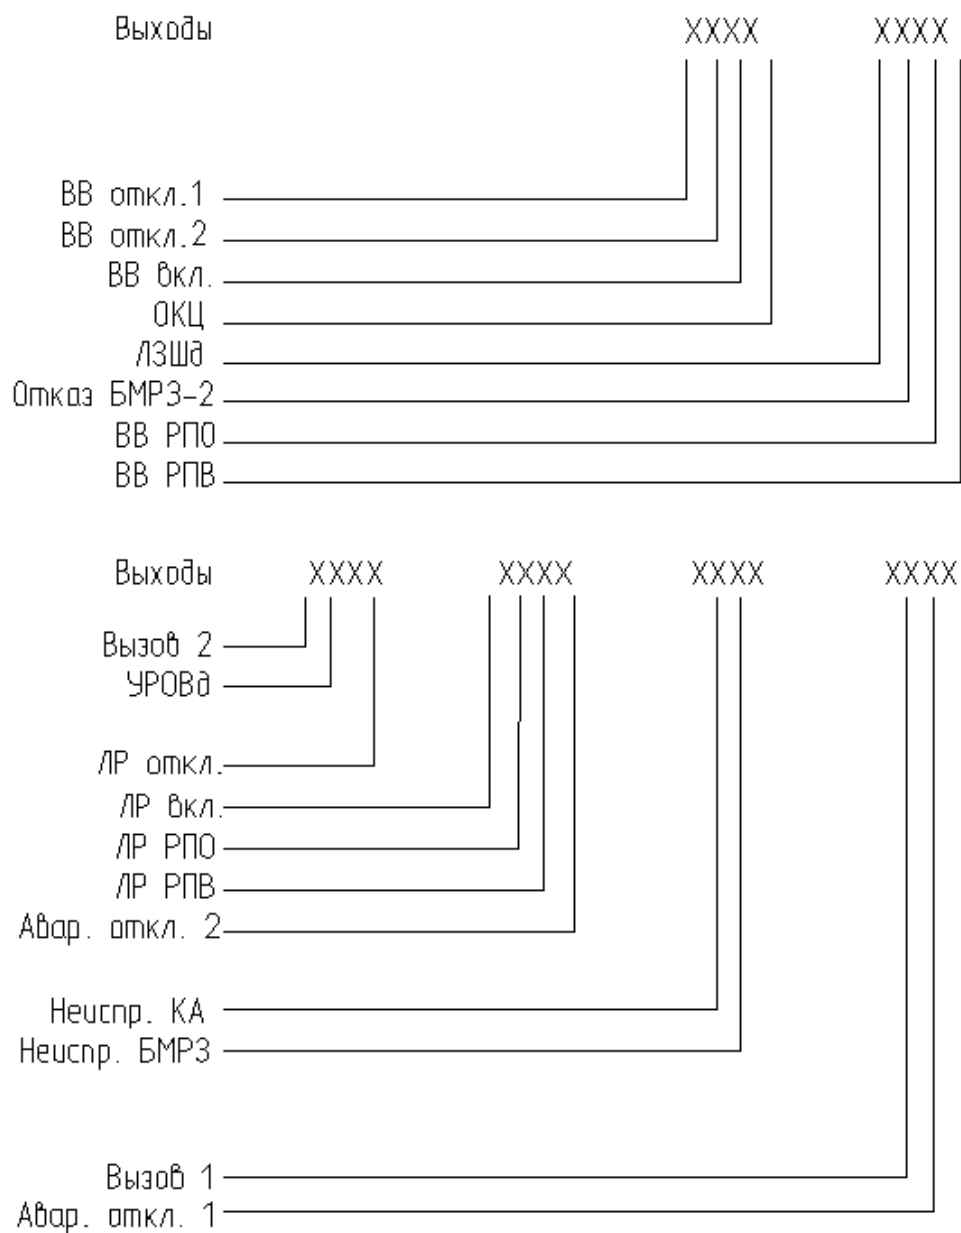 Выходы XXXX XXXX
ВВ откл.1
ВВ откл.2
ВВ вкл.
ОКЦ
ЛЗШд
Отказ БМРЗ-2
ВВ РПО
ВВ РПВ
Выходы XXXX XXXX XXXX XXXX
Вызов 2
УРОВд
ЛР откл.
ЛР вкл.
ЛР РПО
ЛР РПВ
Авар. откл. 2
Неиспр. КА
Неиспр. БМРЗ
Вызов 1
Авар. откл. 1